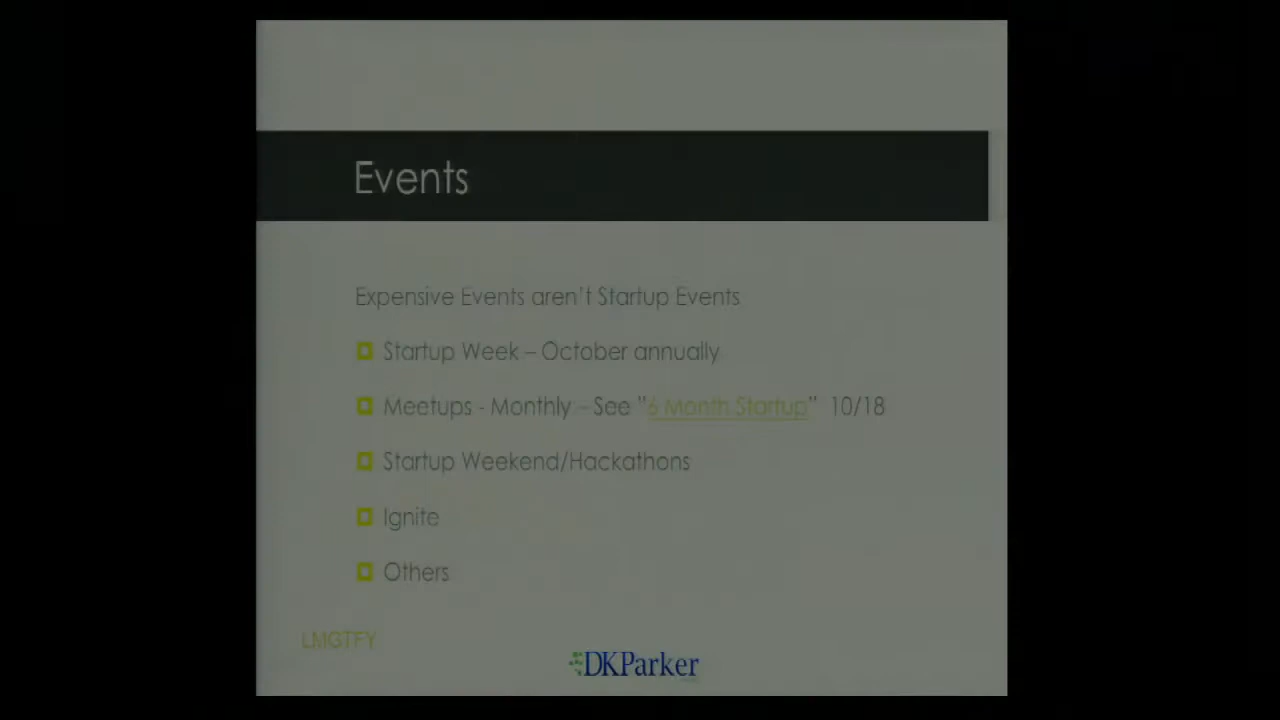 Events
Expensive Events aren't Startup Events
Startup Week – October annually
Meetups - Monthly - See "6 Month Startup" 10/18
Startup Weekend/Hackathons
Ignite
Others
LMGTFY
DKParker